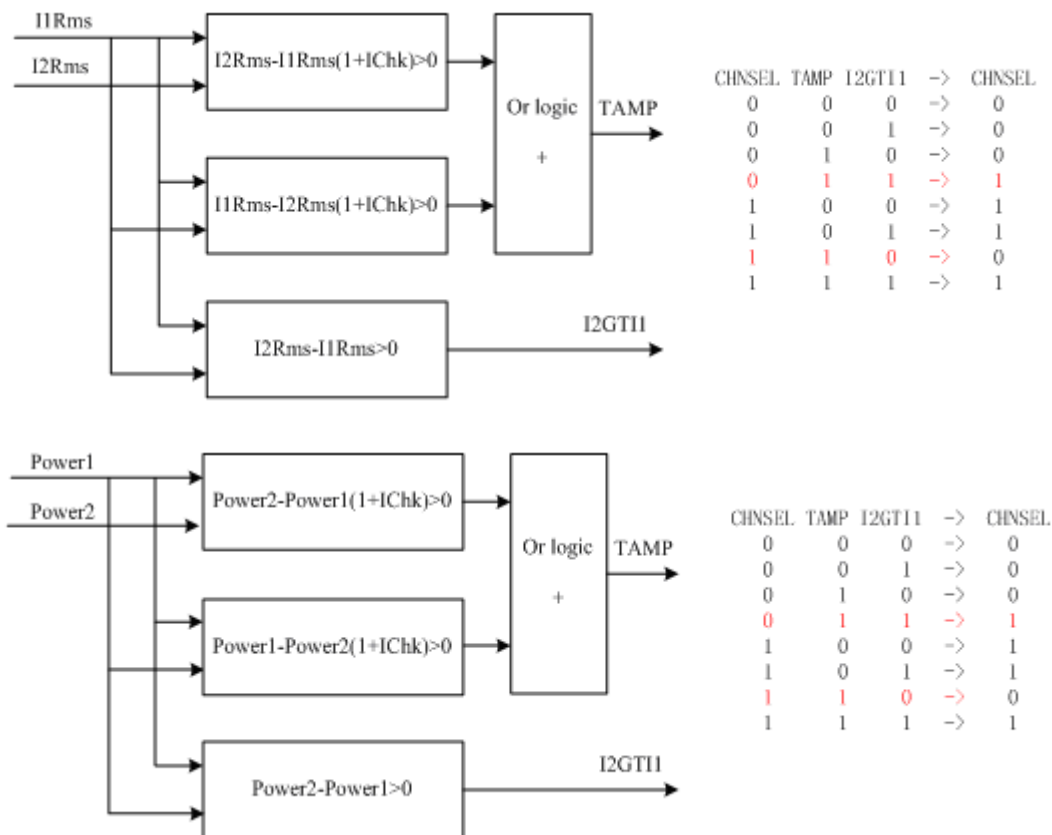 I1Rms
I2Rms
I2Rms-I1Rms(1+IChk)>0
I1Rms-I2Rms(1+IChk)>0
Or logic
+
TAMP
I2Rms-I1Rms>0
I2GTI1
CHNSEL TAMP I2GTI1 -> CHNSEL
0 0 0 -> 0
0 0 1 -> 0
0 1 0 -> 0
0 1 1 -> 1
1 0 0 -> 1
1 0 1 -> 1
1 1 0 -> 0
1 1 1 -> 1
Power1
Power2
Power2-Power1(1+IChk)>0
Power1-Power2(1+IChk)>0
Or logic
+
TAMP
Power2-Power1>0
I2GTI1
CHNSEL TAMP I2GTI1 -> CHNSEL
0 0 0 -> 0
0 0 1 -> 0
0 1 0 -> 0
0 1 1 -> 1
1 0 0 -> 1
1 0 1 -> 1
1 1 0 -> 0
1 1 1 -> 1